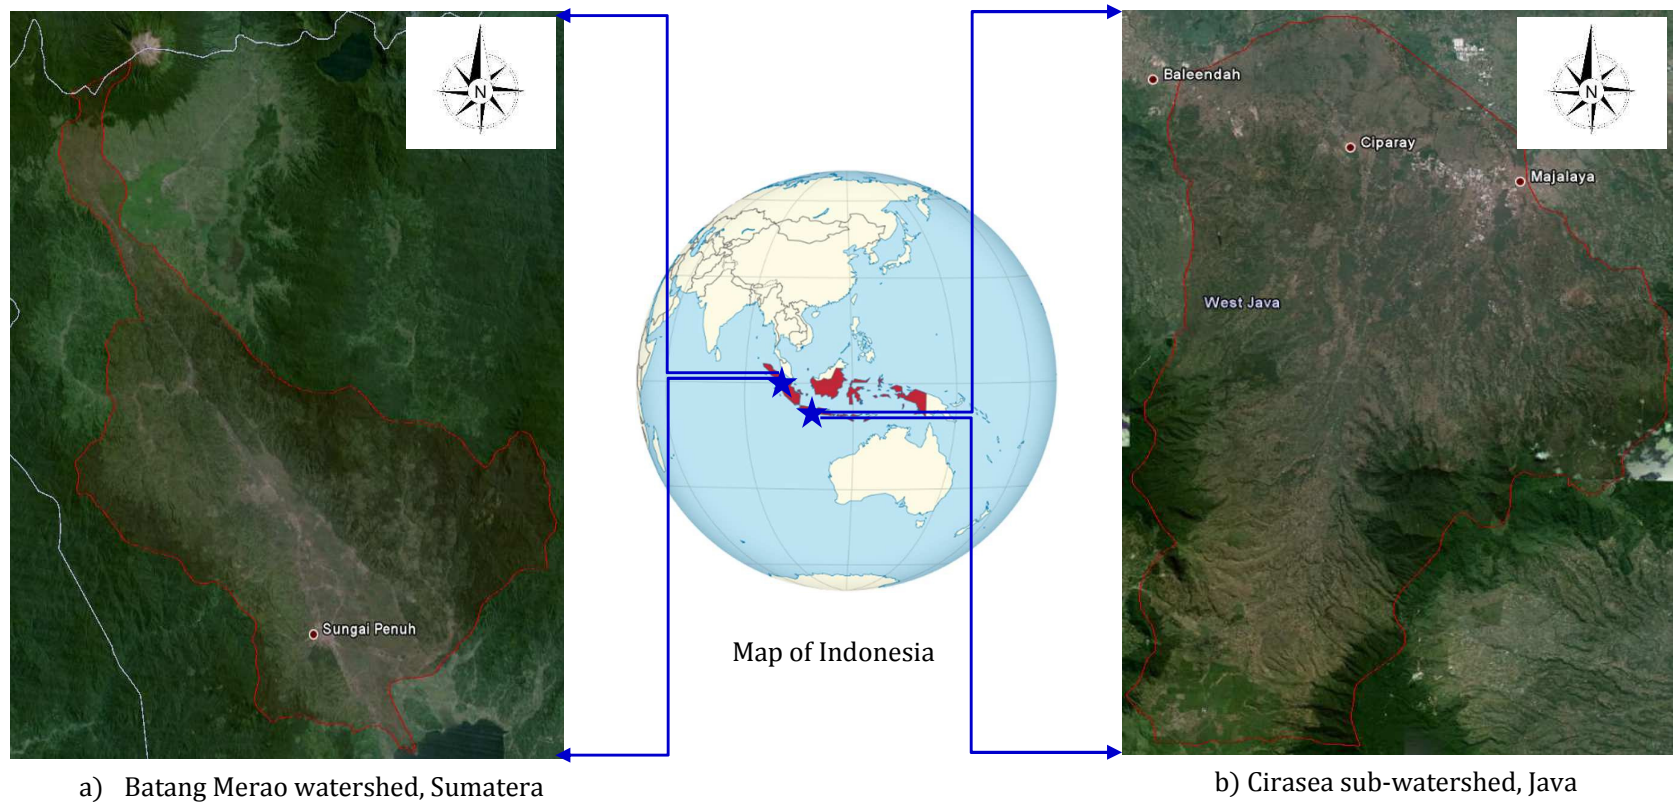 N
N
Baleendah
Ciparay
Majalaya
West Java
Sungai Penuh
Map of Indonesia
a) Batang Merao watershed, Sumatera
b) Cirasea sub-watershed, Java